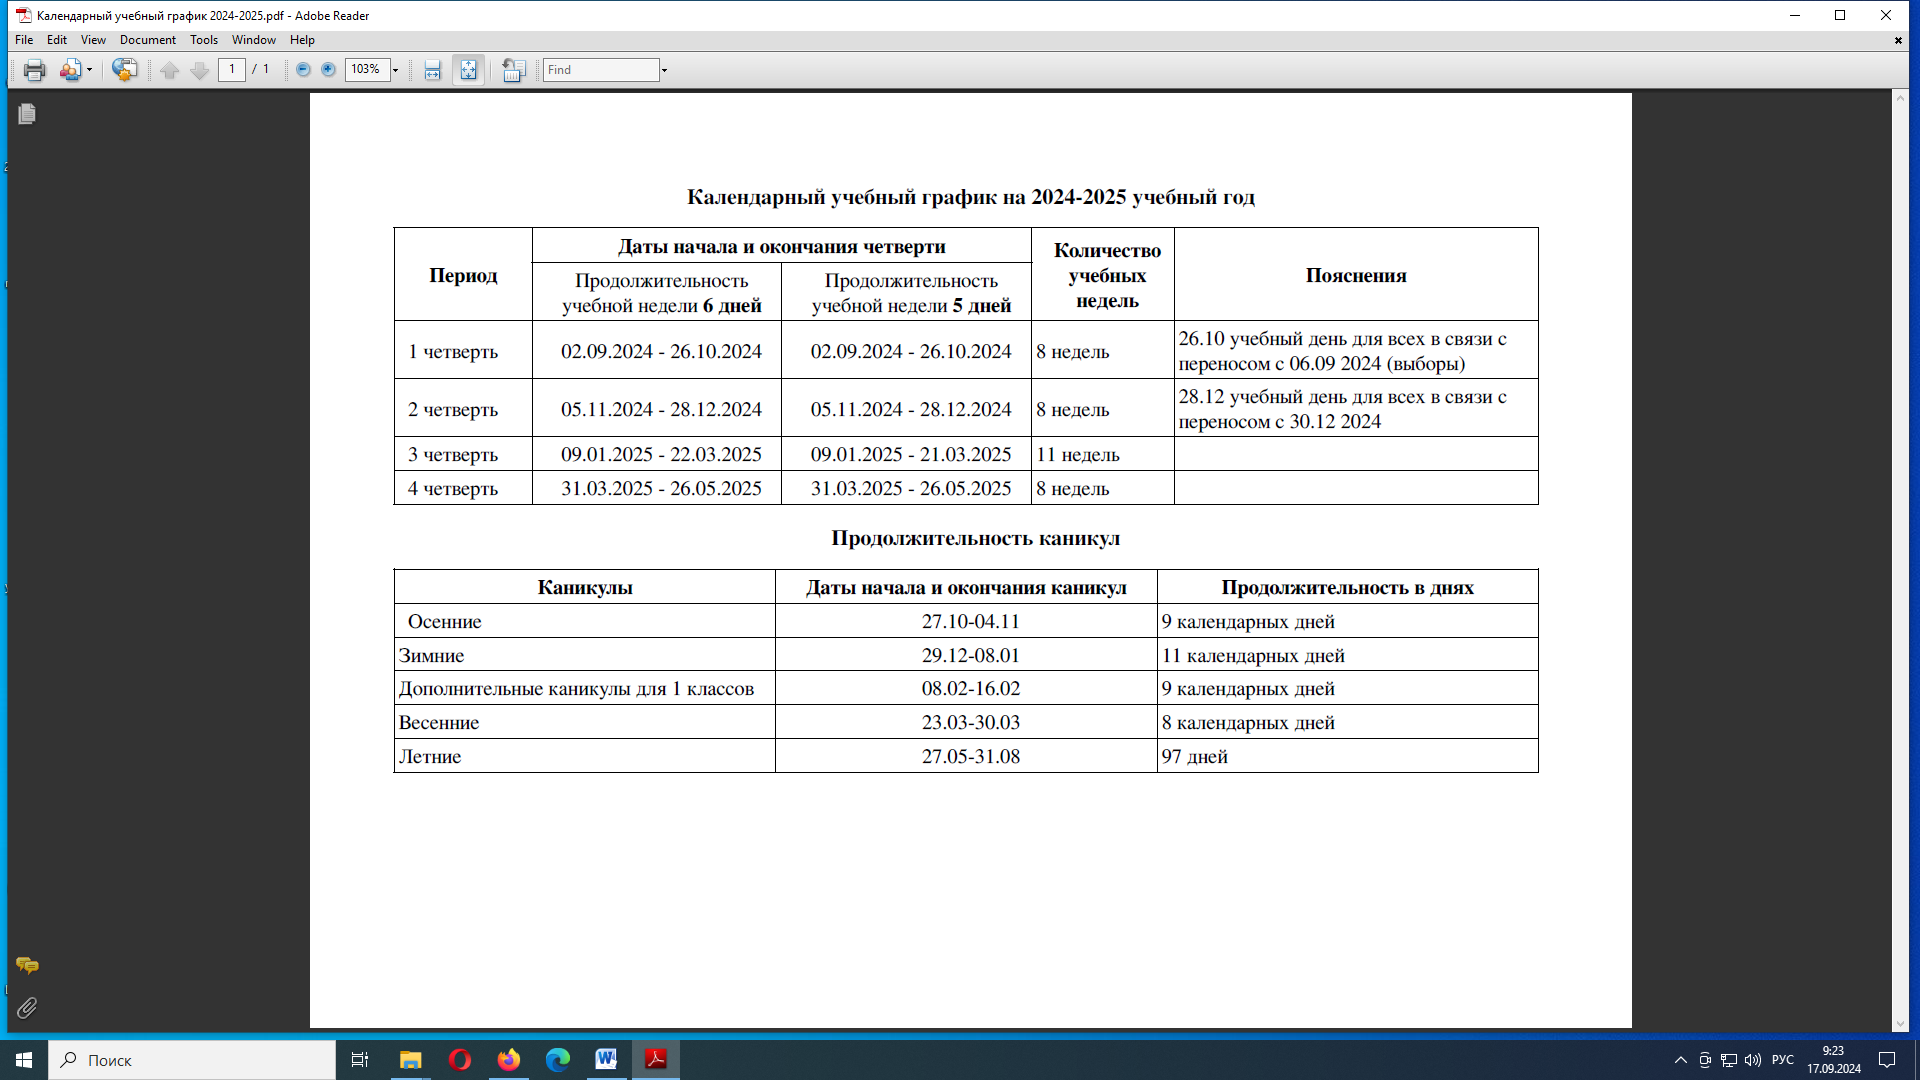 Календарный учебный график 2024-2025.pdf - Adobe Reader
File Edit View Document Tools Window Help
1 / 1 103% Find
Календарный учебный график на 2024-2025 учебный год
Период
Даты начала и окончания четверти
Количество
учебных
недель
Пояснения
Продолжительность
учебной недели 6 дней
Продолжительность
учебной недели 5 дней
1 четверть 02.09.2024 - 26.10.2024 02.09.2024 - 26.10.2024 8 недель
26.10 учебный день для всех в связи с
переносом с 06.09 2024 (выборы)
2 четверть 05.11.2024 - 28.12.2024 05.11.2024 - 28.12.2024 8 недель
28.12 учебный день для всех в связи с
переносом с 30.12 2024
3 четверть 09.01.2025 - 22.03.2025 09.01.2025 - 21.03.2025 11 недель
4 четверть 31.03.2025 - 26.05.2025 31.03.2025 - 26.05.2025 8 недель
Продолжительность каникул
Каникулы Даты начала и окончания каникул Продолжительность в днях
Осенние 27.10-04.11 9 календарных дней
Зимние 29.12-08.01 11 календарных дней
Дополнительные каникулы для 1 классов 08.02-16.02 9 календарных дней
Весенние 23.03-30.03 8 календарных дней
Летние 27.05-31.08 97 дней
Поиск
РУС
9:23
17.09.2024